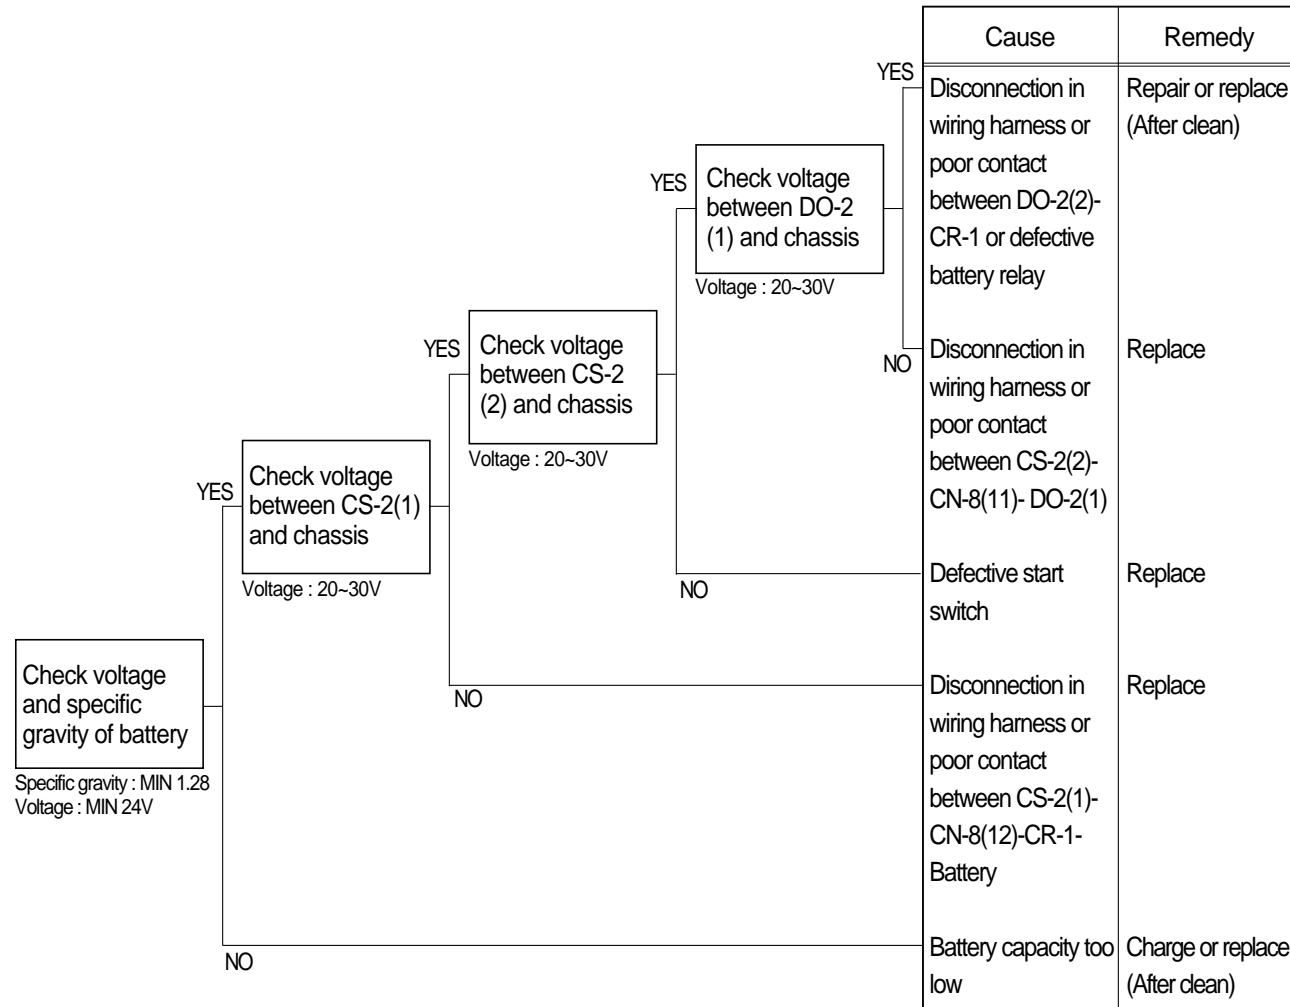 Cause
Remedy
YES
Disconnection in
wiring harness or
poor contact
between DO-2(2)-
CR-1 or defective
battery relay
Repair or replace
(After clean)
YES
Check voltage
between DO-2
(1) and chassis
Voltage : 20~30V
NO
Disconnection in
wiring harness or
poor contact
between CS-2(2)-
CN-8(11)- DO-2(1)
Replace
YES
Check voltage
between CS-2
(2) and chassis
Voltage : 20~30V
NO
Defective start
switch
Replace
YES
Check voltage
between CS-2(1)
and chassis
Voltage : 20~30V
NO
Disconnection in
wiring harness or
poor contact
between CS-2(1)-
CN-8(12)-CR-1-
Battery
Replace
Check voltage
and specific
gravity of battery
Specific gravity : MIN 1.28
Voltage : MIN 24V
NO
Battery capacity too
low
Charge or replace
(After clean)